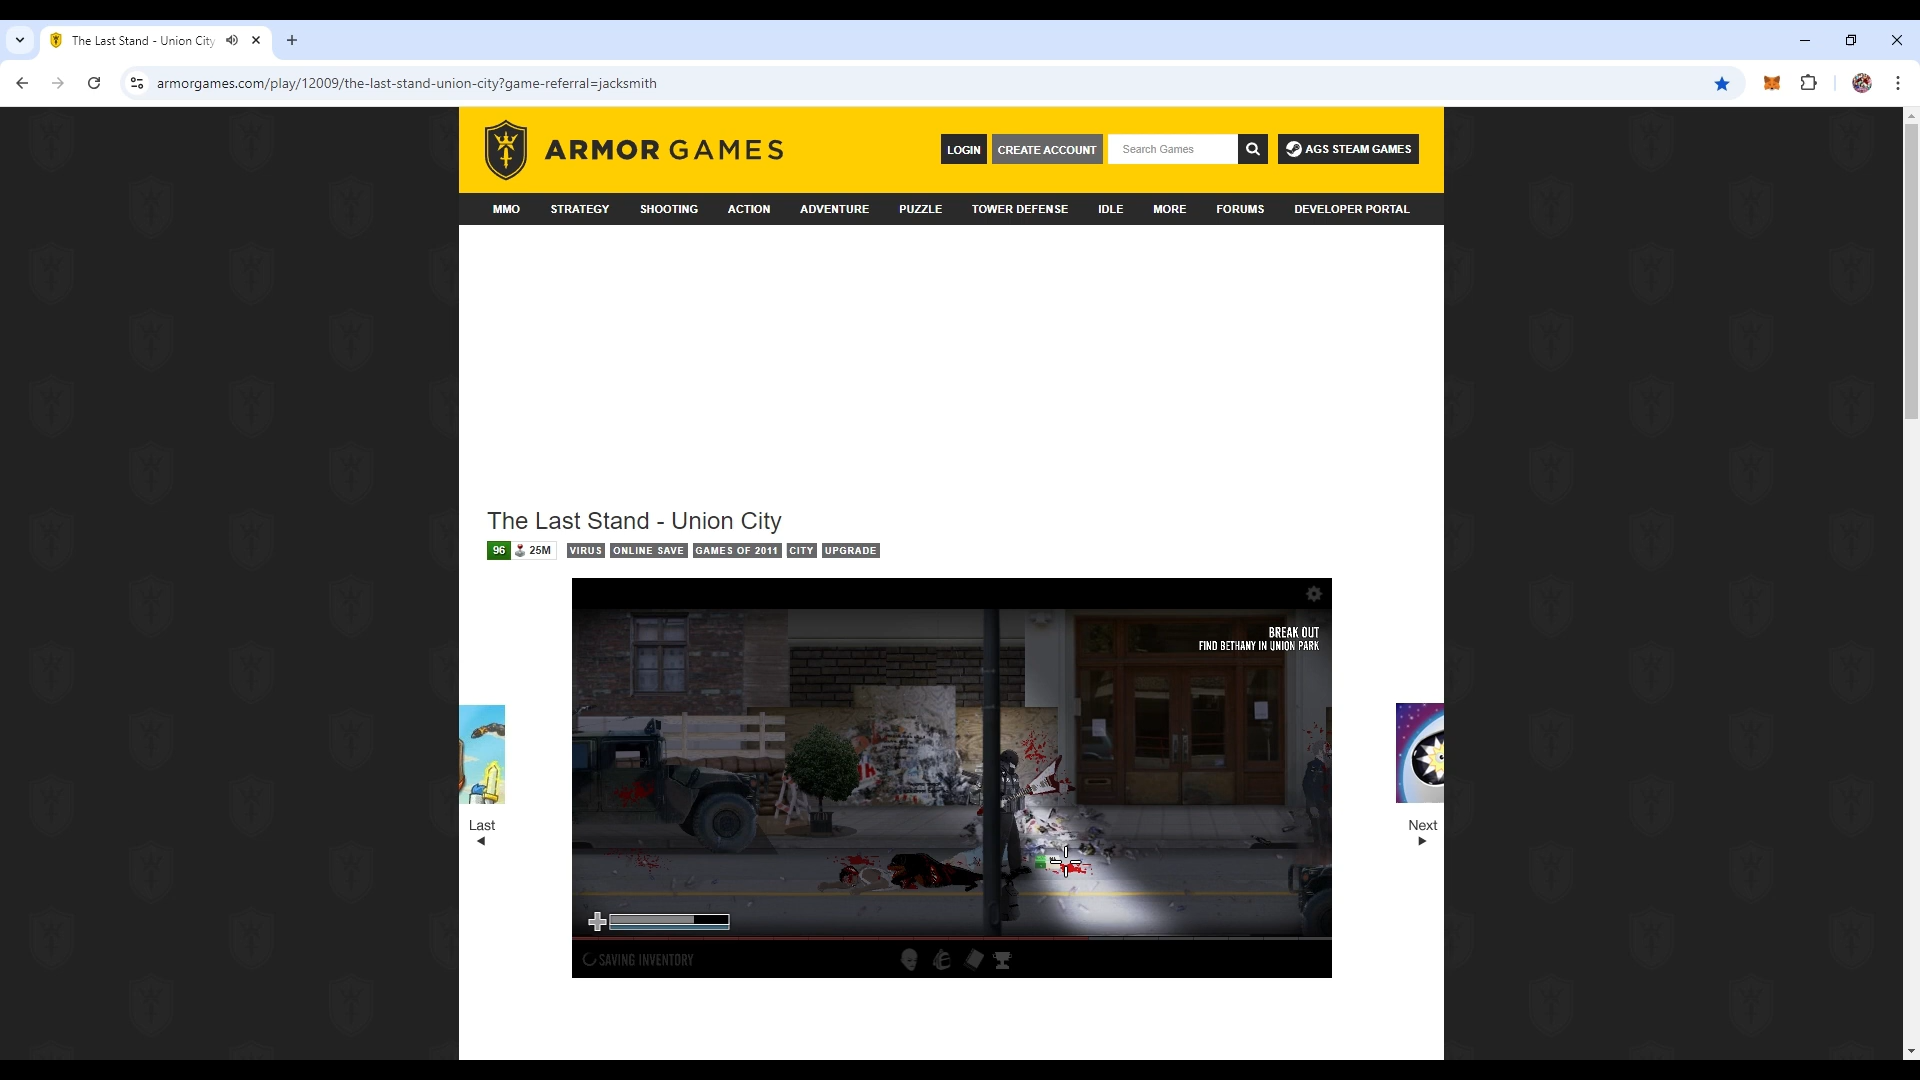 The Last Stand - Union City
armorgames.com/play/12009/the-last-stand-union-city?game-referral=jacksmith
ARMOR GAMES
LOGIN
CREATE ACCOUNT
Search Games
AGS STEAM GAMES
MMO
STRATEGY
SHOOTING
ACTION
ADVENTURE
PUZZLE
TOWER DEFENSE
IDLE
MORE
FORUMS
DEVELOPER PORTAL
The Last Stand - Union City
96
25M
VIRUS
ONLINE SAVE
GAMES OF 2011
CITY
UPGRADE
BREAK OUT
FIND BETHANY IN UNION PARK
Last
Next
SAVING INVENTORY